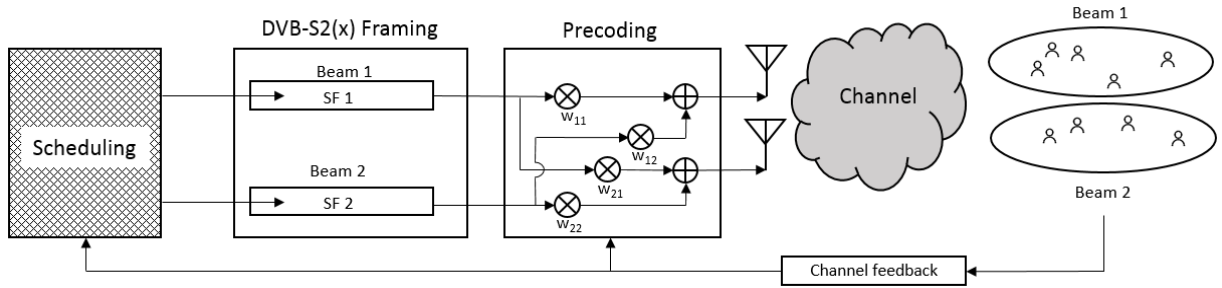 DVB-S2(x) Framing
Precoding
Beam 1
Beam 1
SF 1
w11
Channel
Scheduling
w12
Beam 2
w21
SF 2
w22
Beam 2
Channel feedback